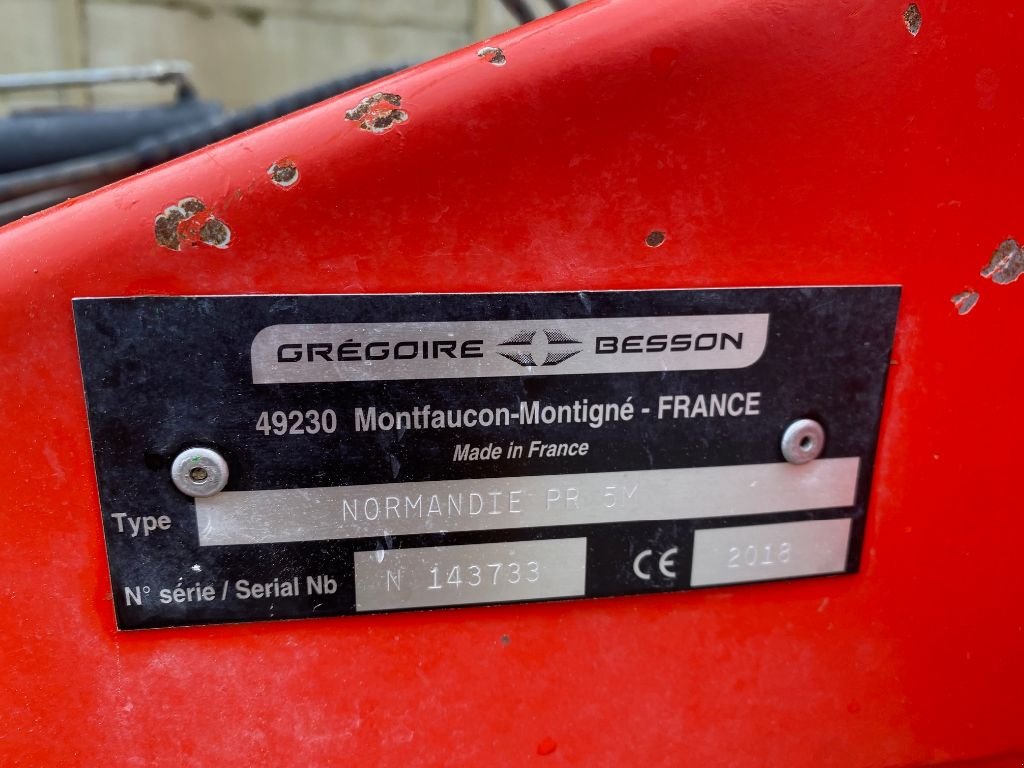 GRÉGOIRE BESSON
49230 Montfaucon-Montigné - FRANCE
Made in France
Type NORMANDIE PR 5M
N° série / Serial Nb N 143733 CE 2018